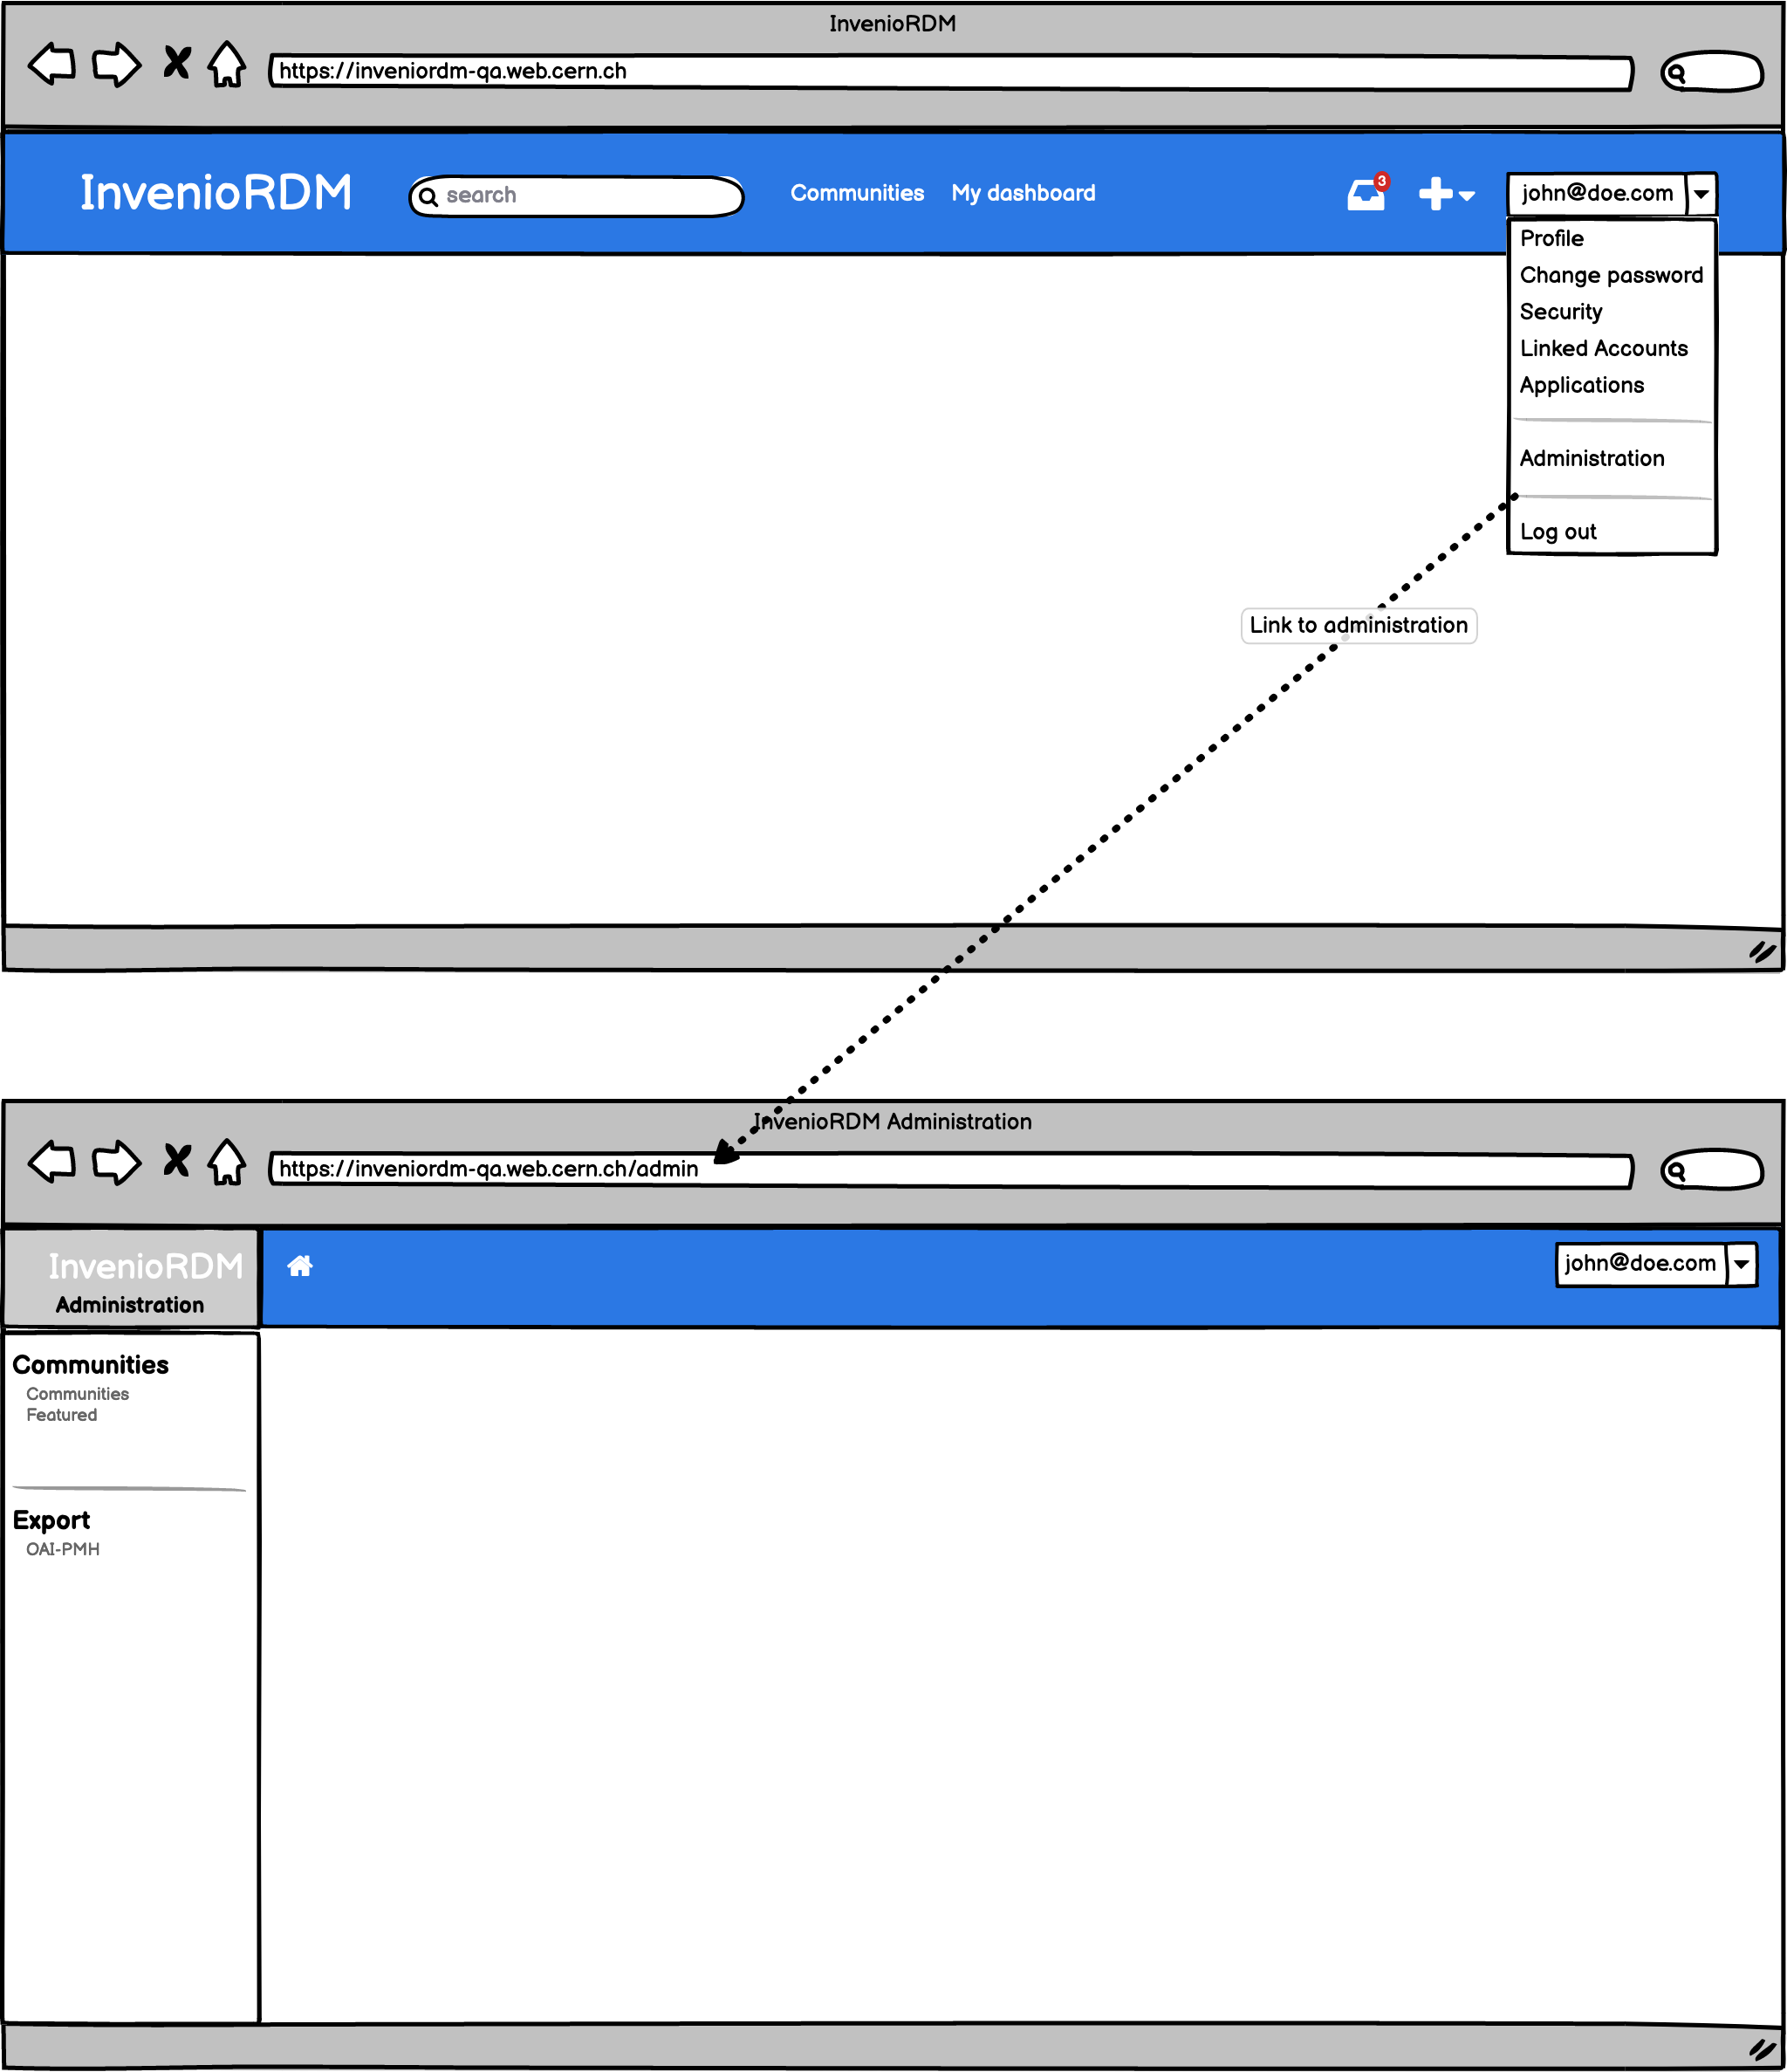 InvenioRDM
https://inveniordm-qa.web.cern.ch
InvenioRDM
search
Communities
My dashboard
3
john@doe.com
Profile
Change password
Security
Linked Accounts
Applications
Administration
Log out
Link to administration
InvenioRDM Administration
https://inveniordm-qa.web.cern.ch/admin
InvenioRDM
Administration
john@doe.com
Communities
Communities
Featured
Export
OAI-PMH